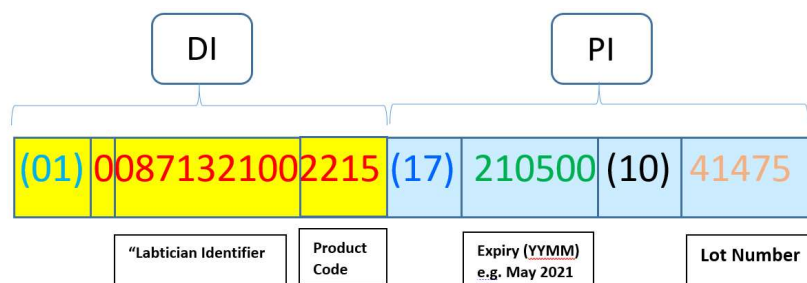 DI
PI
(01) 00871321002215 (17) 210500 (10) 41475
"Labtician Identifier
Product
Code
Expiry (YYMM)
e.g. May 2021
Lot Number